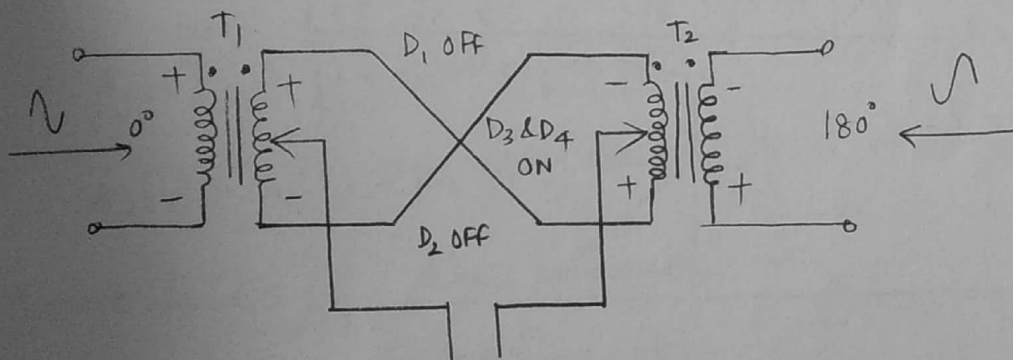 T1
D1 OFF
T2
+
+
-
-
0°
D3 & D4
ON
180°
-
-
+
+
D2 OFF